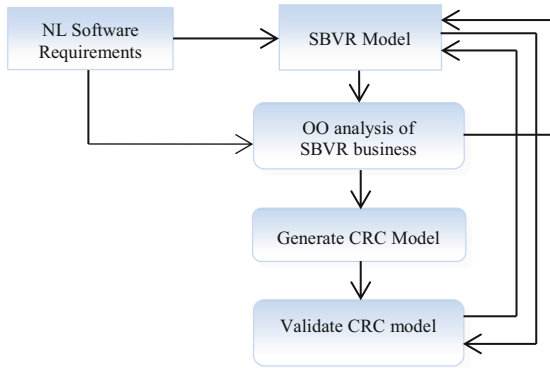 NL Software
Requirements
SBVR Model
OO analysis of
SBVR business
Generate CRC Model
Validate CRC model